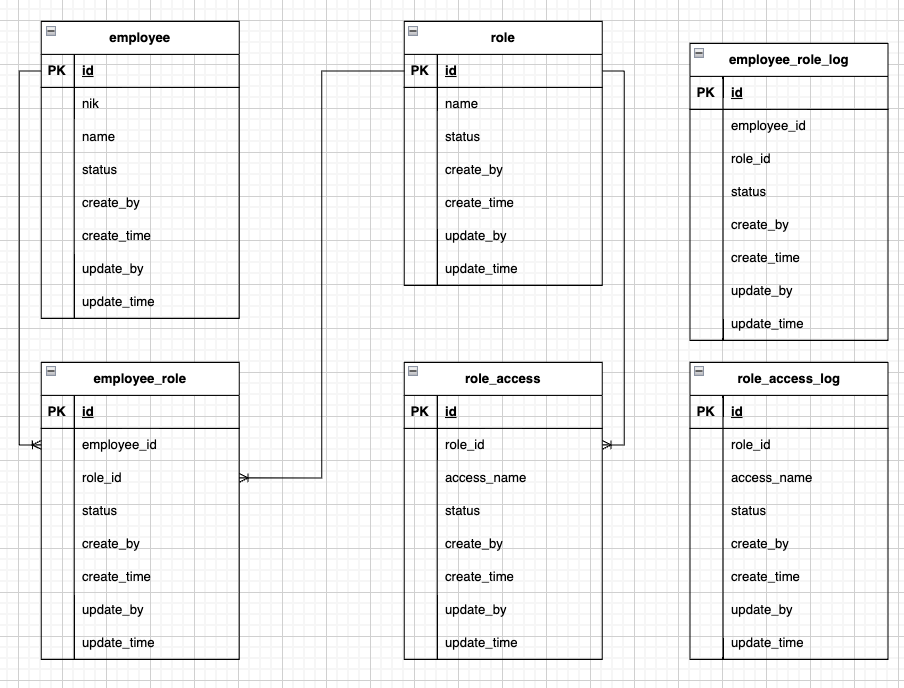 employee
PK id
nik
name
status
create_by
create_time
update_by
update_time
role
PK id
name
status
create_by
create_time
update_by
update_time
employee_role_log
PK id
employee_id
role_id
status
create_by
create_time
update_by
update_time
employee_role
PK id
employee_id
role_id
status
create_by
create_time
update_by
update_time
role_access
PK id
role_id
access_name
status
create_by
create_time
update_by
update_time
role_access_log
PK id
role_id
access_name
status
create_by
create_time
update_by
update_time